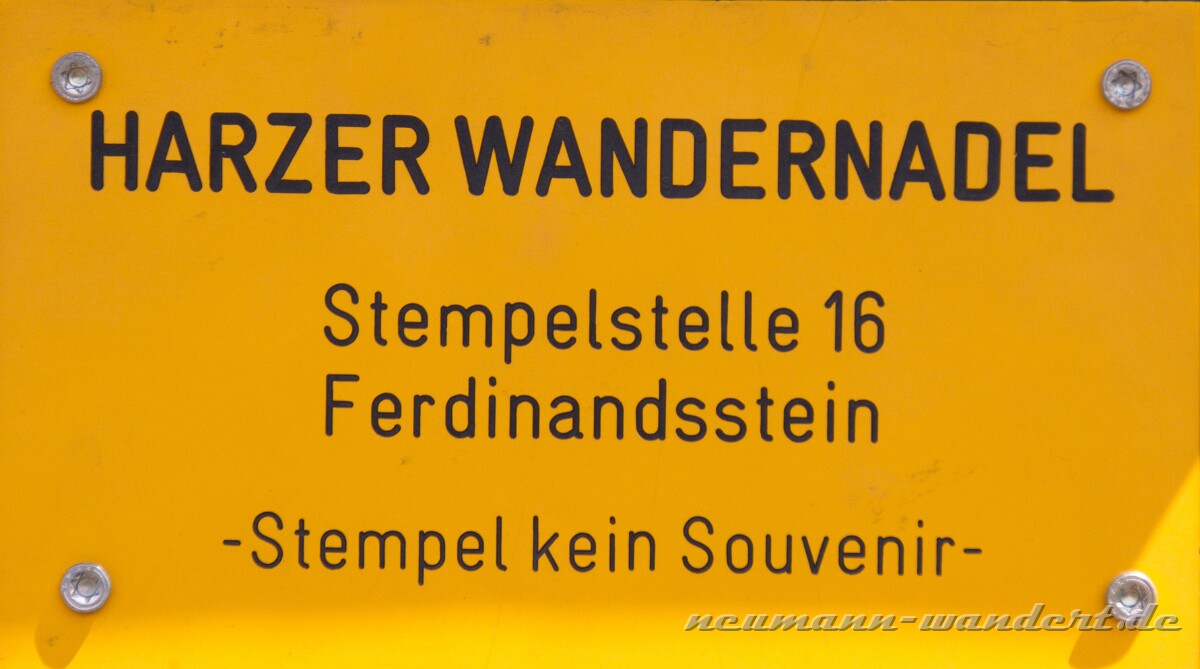 HARZER WANDERNADEL
Stempelstelle 16
Ferdinandsstein
-Stempel kein Souvenir-
neumann-wandert.de